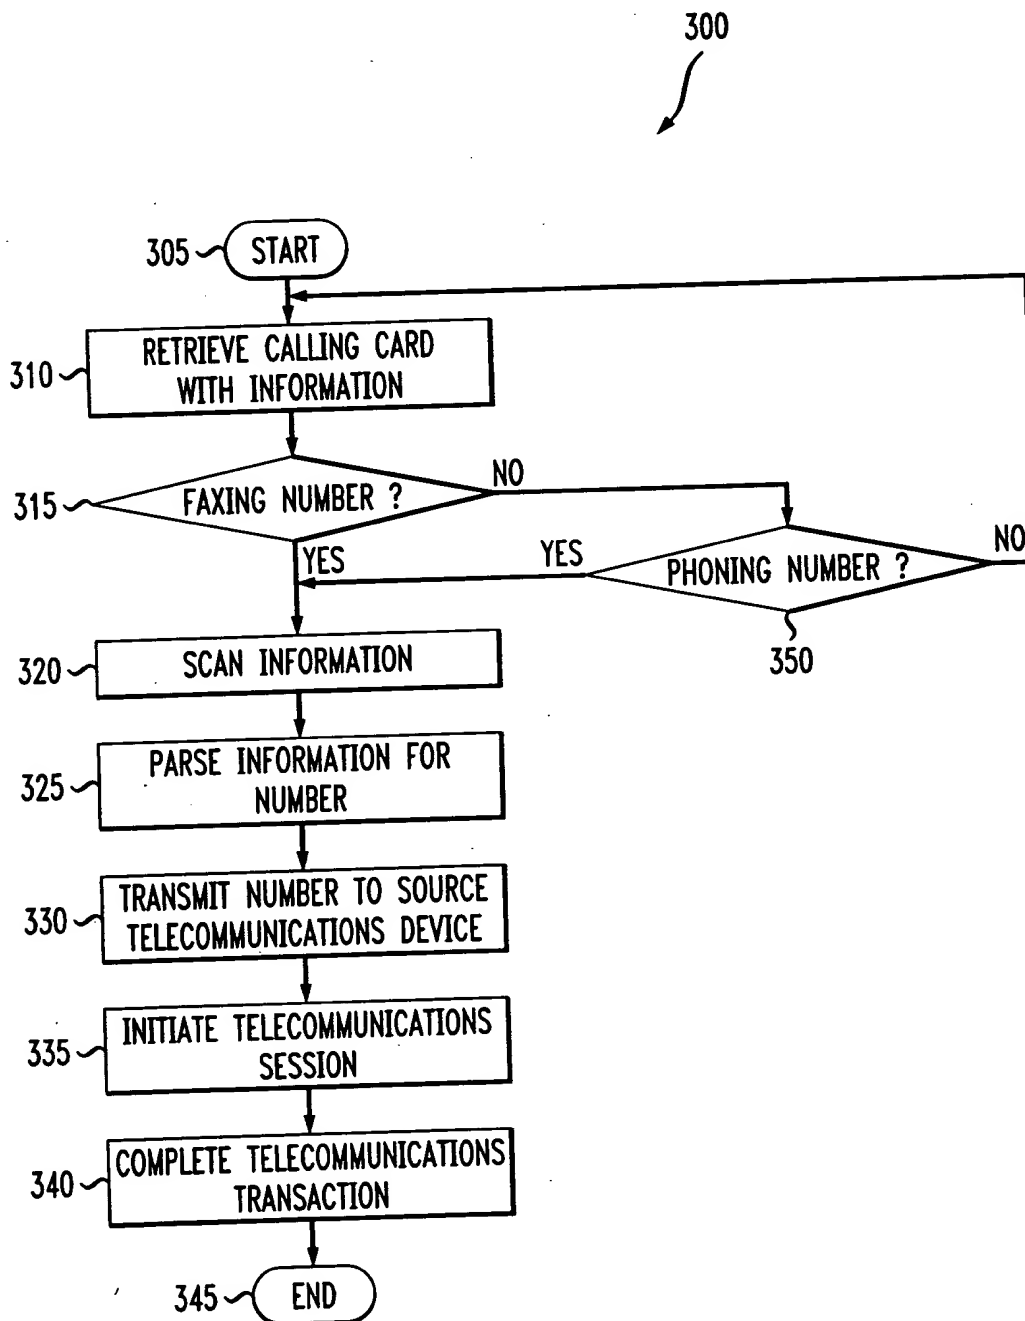 300
305
START
310
RETRIEVE CALLING CARD
WITH INFORMATION
315
FAXING NUMBER ?
NO
YES
YES
PHONING NUMBER ?
NO
350
320
SCAN INFORMATION
325
PARSE INFORMATION FOR
NUMBER
330
TRANSMIT NUMBER TO SOURCE
TELECOMMUNICATIONS DEVICE
335
INITIATE TELECOMMUNICATIONS
SESSION
340
COMPLETE TELECOMMUNICATIONS
TRANSACTION
345
END